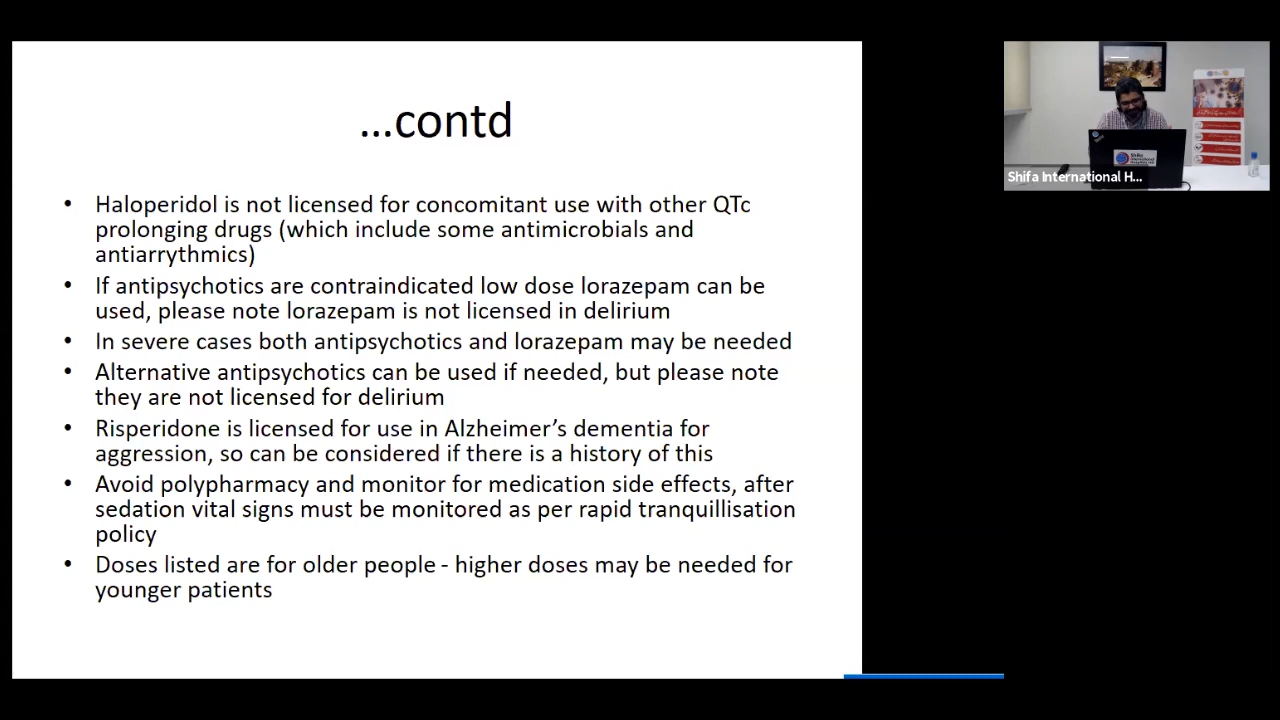 ...contd
• Haloperidol is not licensed for concomitant use with other QTc
prolonging drugs (which include some antimicrobials and
antiarrythmics)
• If antipsychotics are contraindicated low dose lorazepam can be
used, please note lorazepam is not licensed in delirium
• In severe cases both antipsychotics and lorazepam may be needed
• Alternative antipsychotics can be used if needed, but please note
they are not licensed for delirium
• Risperidone is licensed for use in Alzheimer’s dementia for
aggression, so can be considered if there is a history of this
• Avoid polypharmacy and monitor for medication side effects, after
sedation vital signs must be monitored as per rapid tranquillisation
policy
• Doses listed are for older people - higher doses may be needed for
younger patients
Shifa International H...